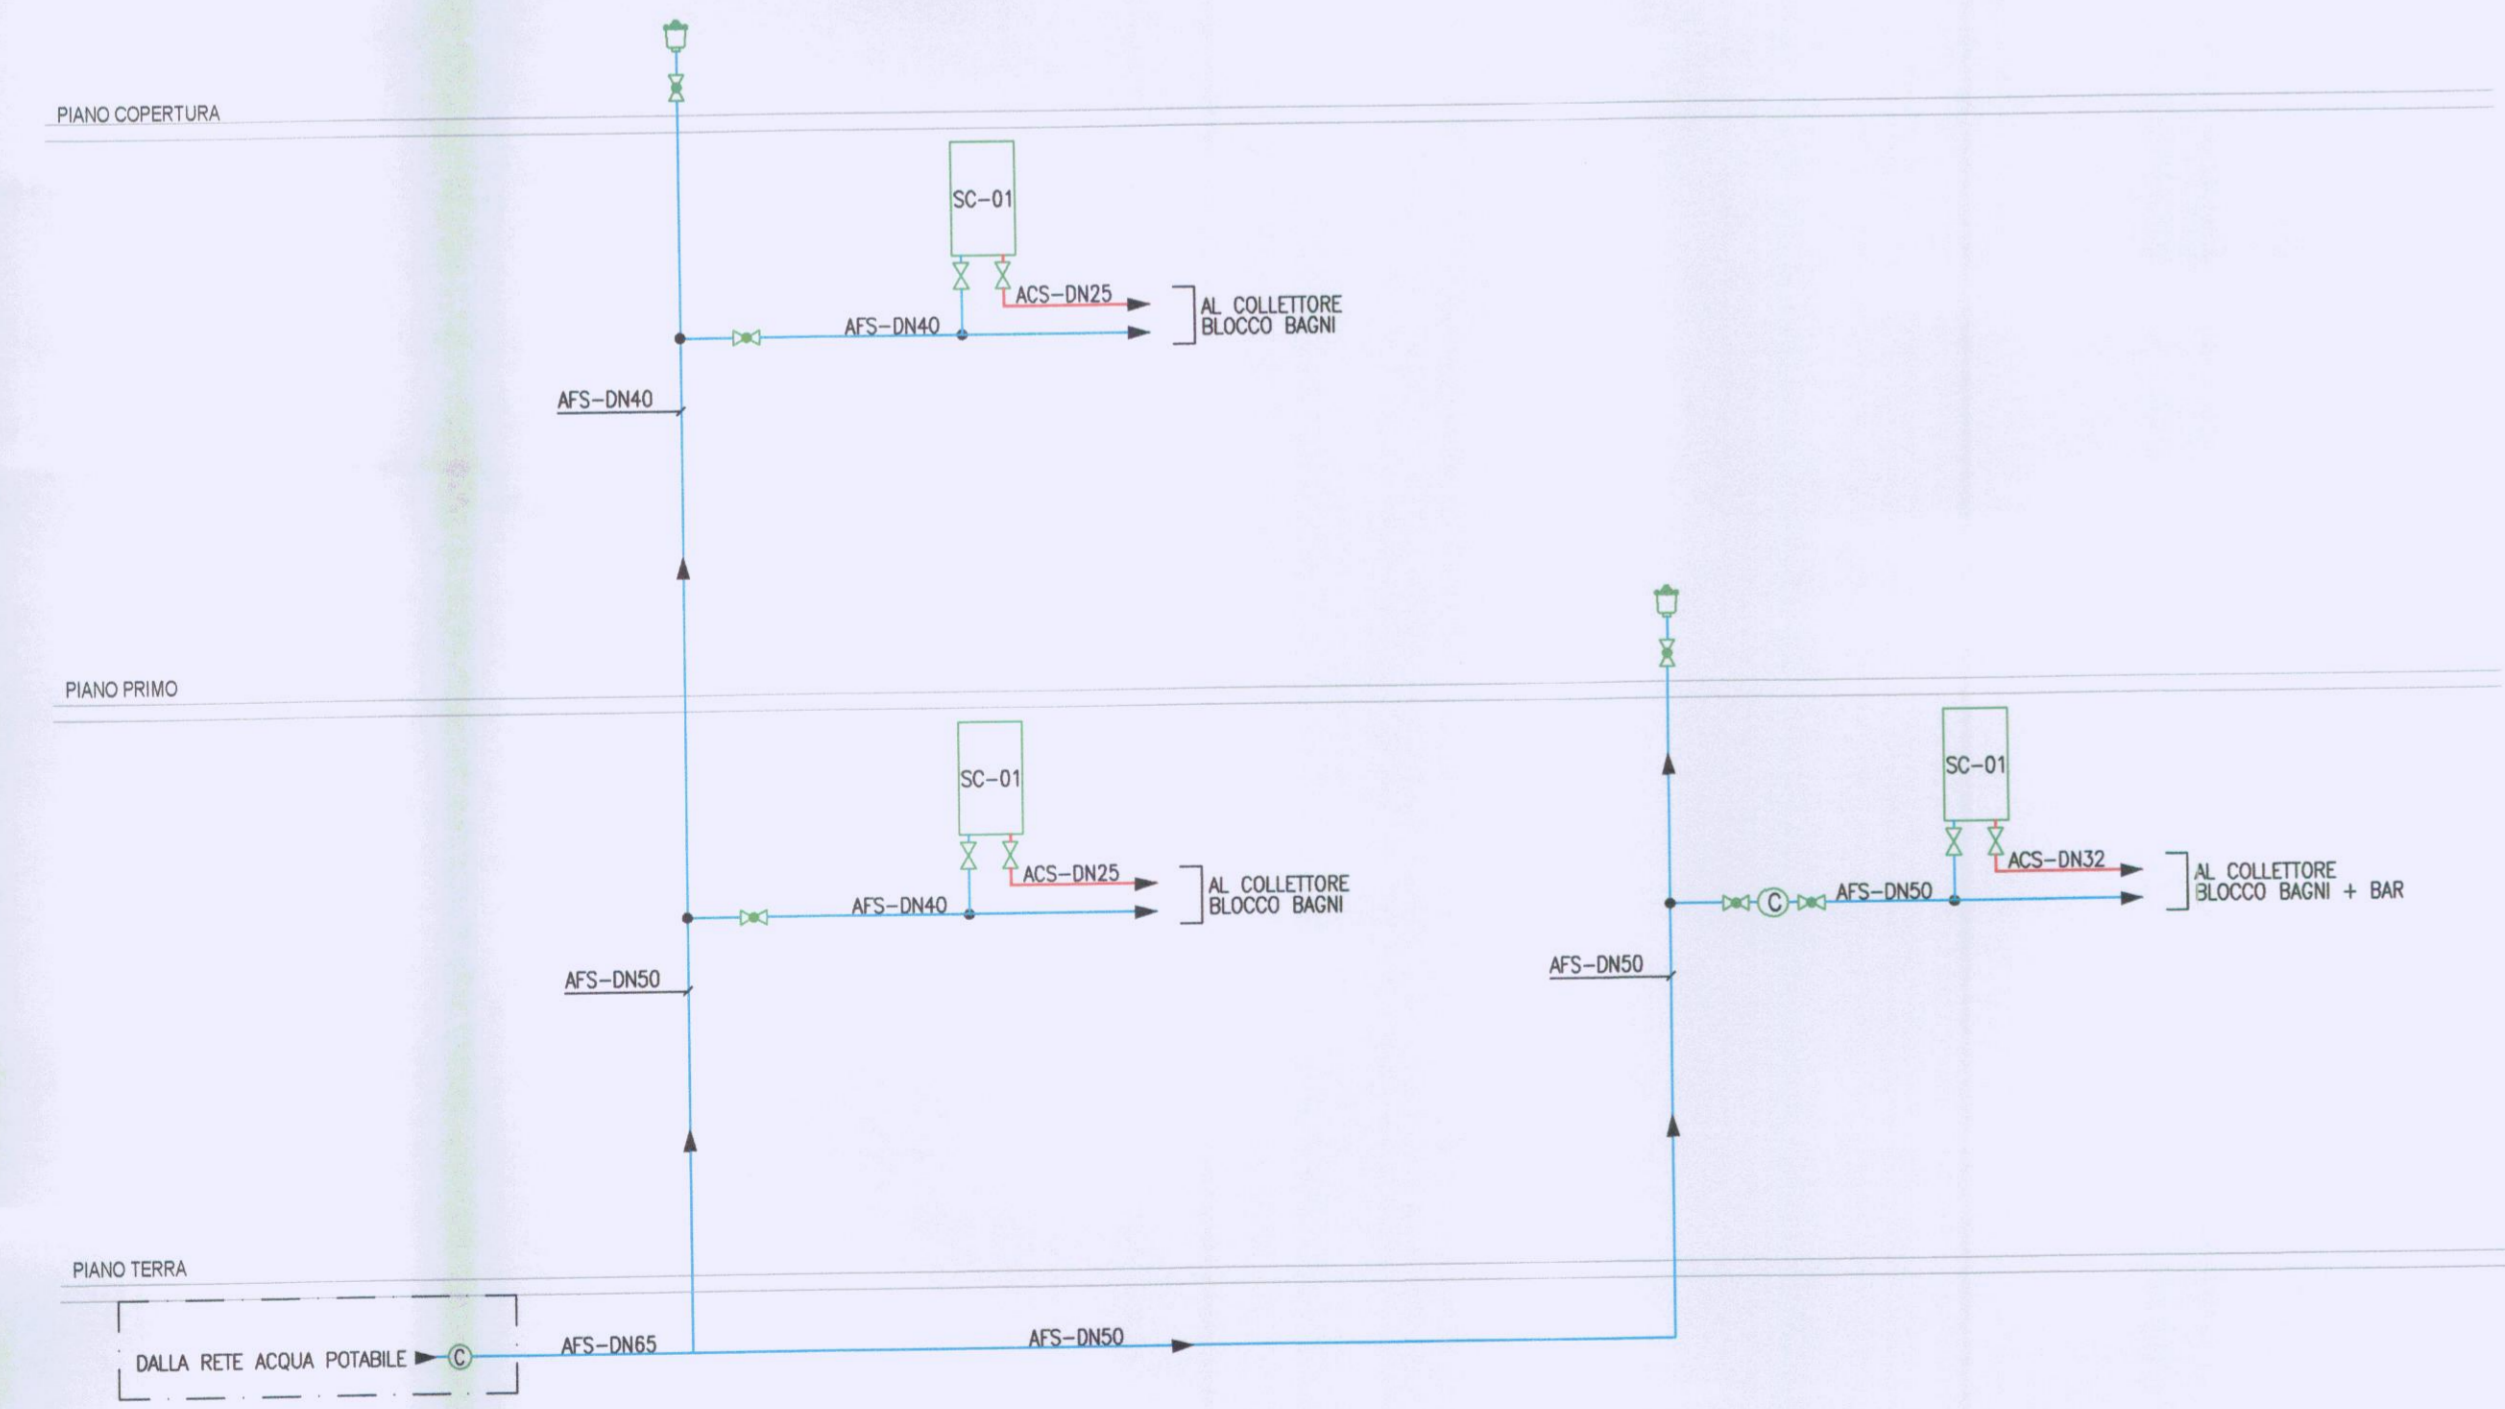 PIANO COPERTURA
SC-01
ACS-DN25
AL COLLETTORE
BLOCCO BAGNI
AFS-DN40
AFS-DN40
PIANO PRIMO
SC-01
ACS-DN25
AL COLLETTORE
BLOCCO BAGNI
AFS-DN40
AFS-DN50
SC-01
ACS-DN32
AL COLLETTORE
BLOCCO BAGNI + BAR
C
AFS-DN50
AFS-DN50
PIANO TERRA
DALLA RETE ACQUA POTABILE
C
AFS-DN65
AFS-DN50